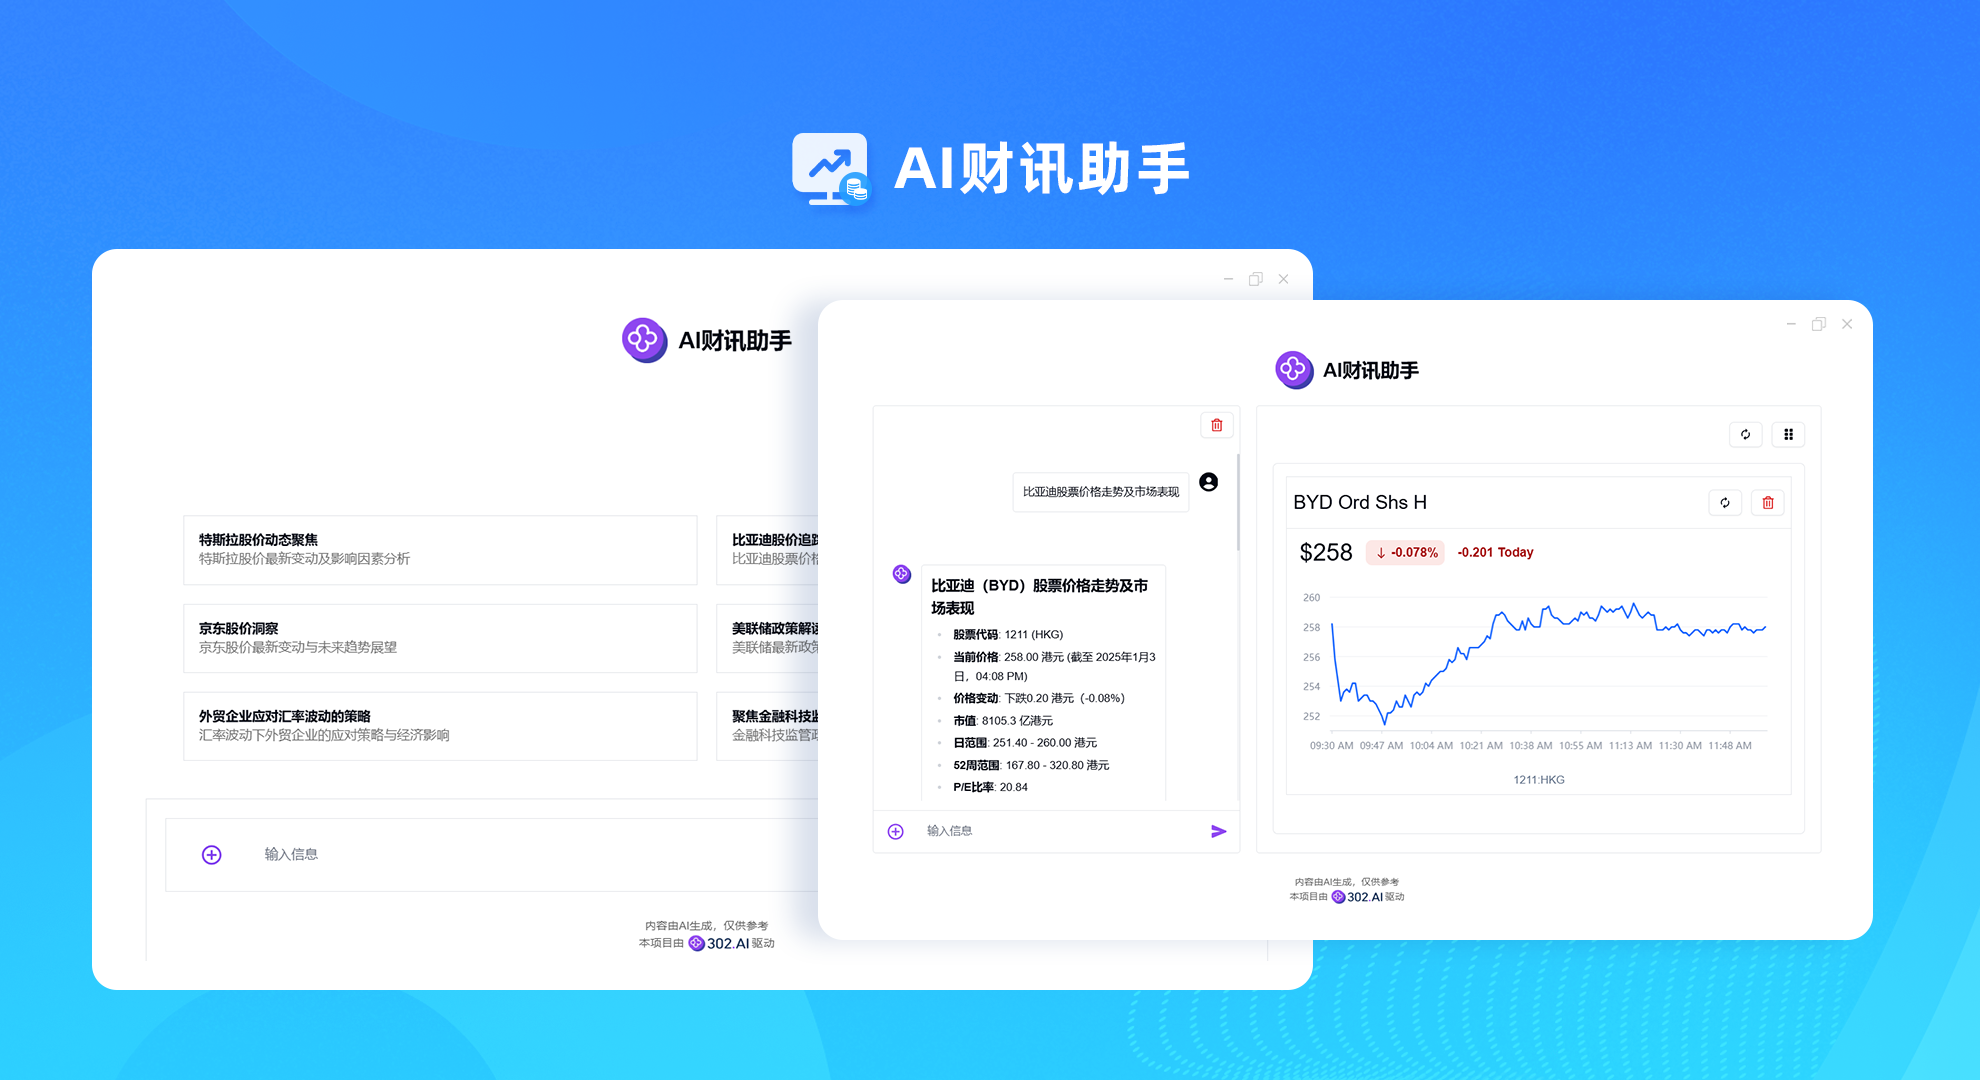 AI财讯助手
AI财讯助手
特斯拉股价动态聚焦
特斯拉股价最新变动及影响因素分析
比亚迪股价追踪
比亚迪股票价格
京东股价洞察
京东股价最新变动与未来趋势展望
美联储政策解读
美联储最新政策
外贸企业应对汇率波动的策略
汇率波动下外贸企业的应对策略与经济影响
聚焦金融科技监
金融科技监管政
输入信息
内容由AI生成，仅供参考
本项目由 302.AI 驱动
AI财讯助手
比亚迪股票价格走势及市场表现
比亚迪（BYD）股票价格走势及市
场表现
股票代码: 1211 (HKG)
当前价格: 258.00 港元 (截至 2025年1月3
日，04:08 PM)
价格变动: 下跌0.20 港元（-0.08%）
市值: 8105.3 亿港元
日范围: 251.40 - 260.00 港元
52周范围: 167.80 - 320.80 港元
P/E比率: 20.84
输入信息
BYD Ord Shs H
$258 ↓ -0.078% -0.201 Today
260
258
256
254
252
09:30 AM 09:47 AM 10:04 AM 10:21 AM 10:38 AM 10:55 AM 11:13 AM 11:30 AM 11:48 AM
1211:HKG
内容由AI生成，仅供参考
本项目由 302.AI 驱动